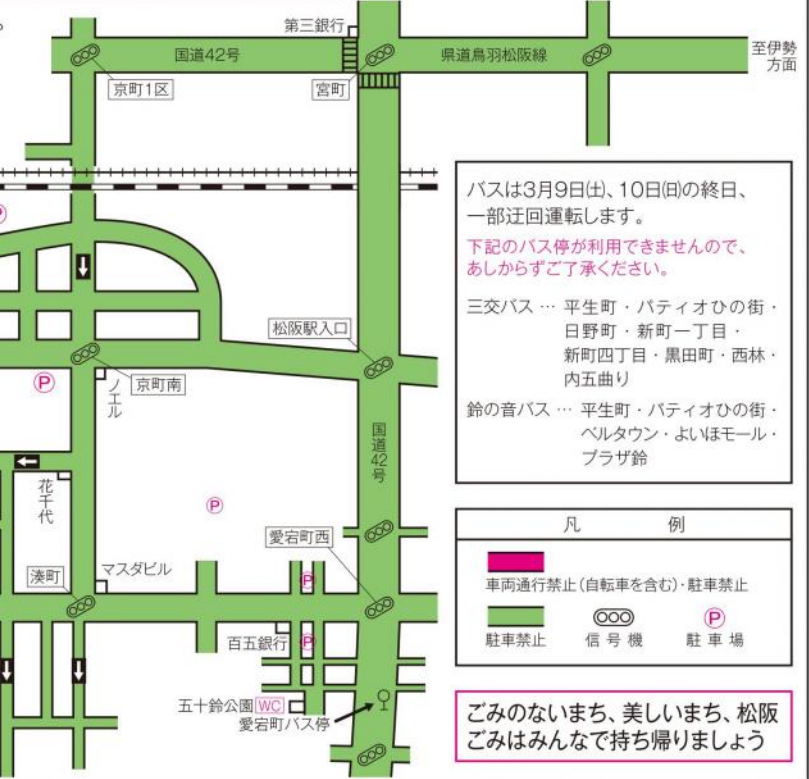 第三銀行
国道42号
県道鳥羽松阪線
至伊勢
方面
京町1区
宮町
P
松阪駅入口
P
京町南
ノエル
国道42号
花千代
P
愛宕町西
湊町
マスダビル
P
百五銀行
P
五十鈴公園 WC
愛宕町バス停
バスは3月9日㈯、10日㈰の終日、
一部迂回運転します。
下記のバス停が利用できませんので、
あしからずご了承ください。
三交バス … 平生町・パティオひの街・
日野町・新町一丁目・
新町四丁目・黒田町・西林・
内五曲り
鈴の音バス … 平生町・パティオひの街・
ベルタウン・よいほモール・
プラザ鈴
凡 例
車両通行禁止(自転車を含む)・駐車禁止
P
駐車禁止 信号機 駐車場
ごみのないまち、美しいまち、松阪
ごみはみんなで持ち帰りましょう